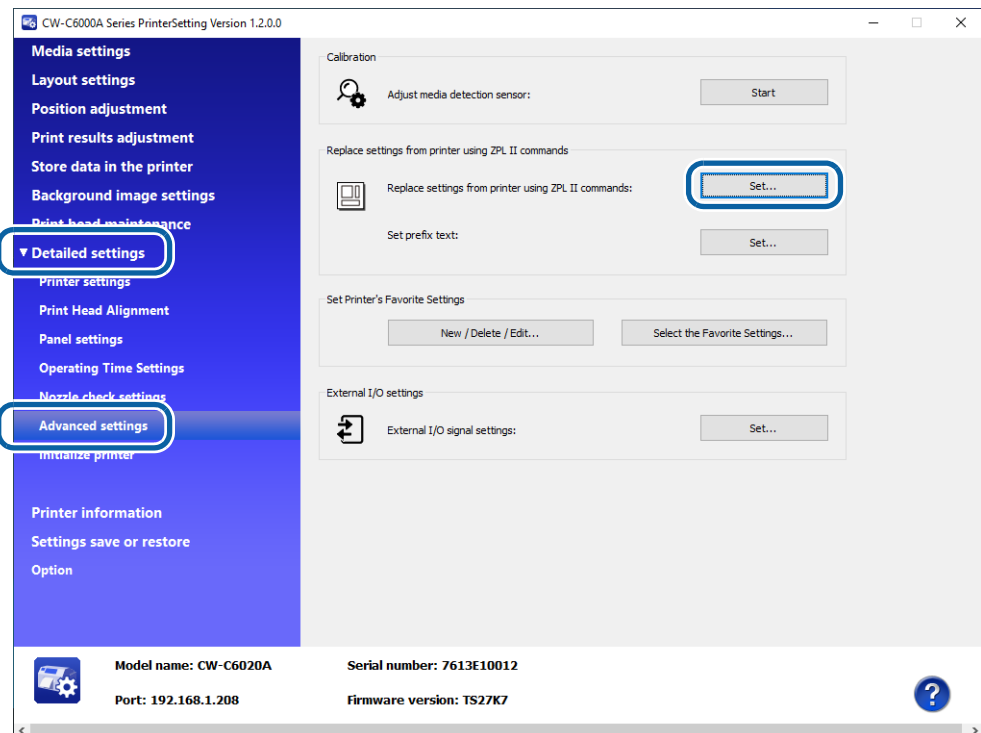 CW-C6000A Series PrinterSetting Version 1.2.0.0
Media settings
Layout settings
Position adjustment
Print results adjustment
Store data in the printer
Background image settings
Print head maintenance
▼ Detailed settings
Printer settings
Print Head Alignment
Panel settings
Operating Time Settings
Nozzle check settings
Advanced settings
Initialize printer
Printer information
Settings save or restore
Option
Calibration
Adjust media detection sensor:
Start
Replace settings from printer using ZPL II commands
Replace settings from printer using ZPL II commands:
Set...
Set prefix text:
Set...
Set Printer's Favorite Settings
New / Delete / Edit...
Select the Favorite Settings...
External I/O settings
External I/O signal settings:
Set...
Model name: CW-C6020A
Serial number: 7613E10012
Port: 192.168.1.208
Firmware version: TS27K7
?